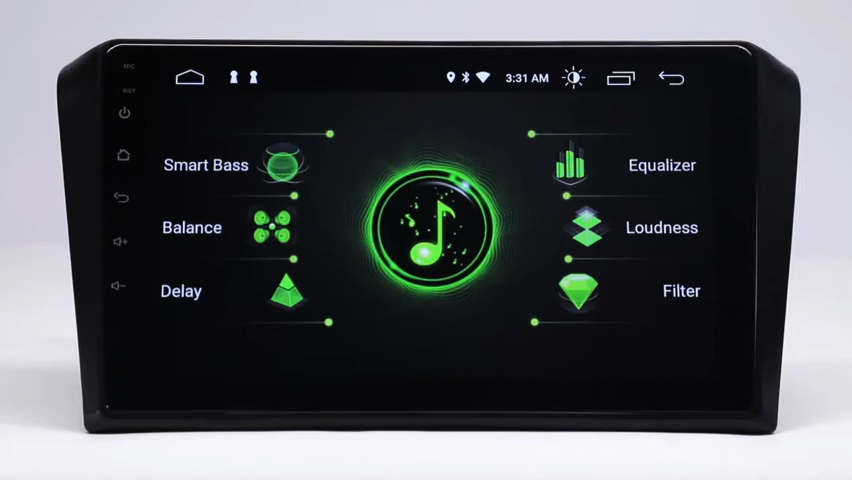 MIC
3:31 AM
RST
Smart Bass
Equalizer
Balance
Loudness
Delay
Filter